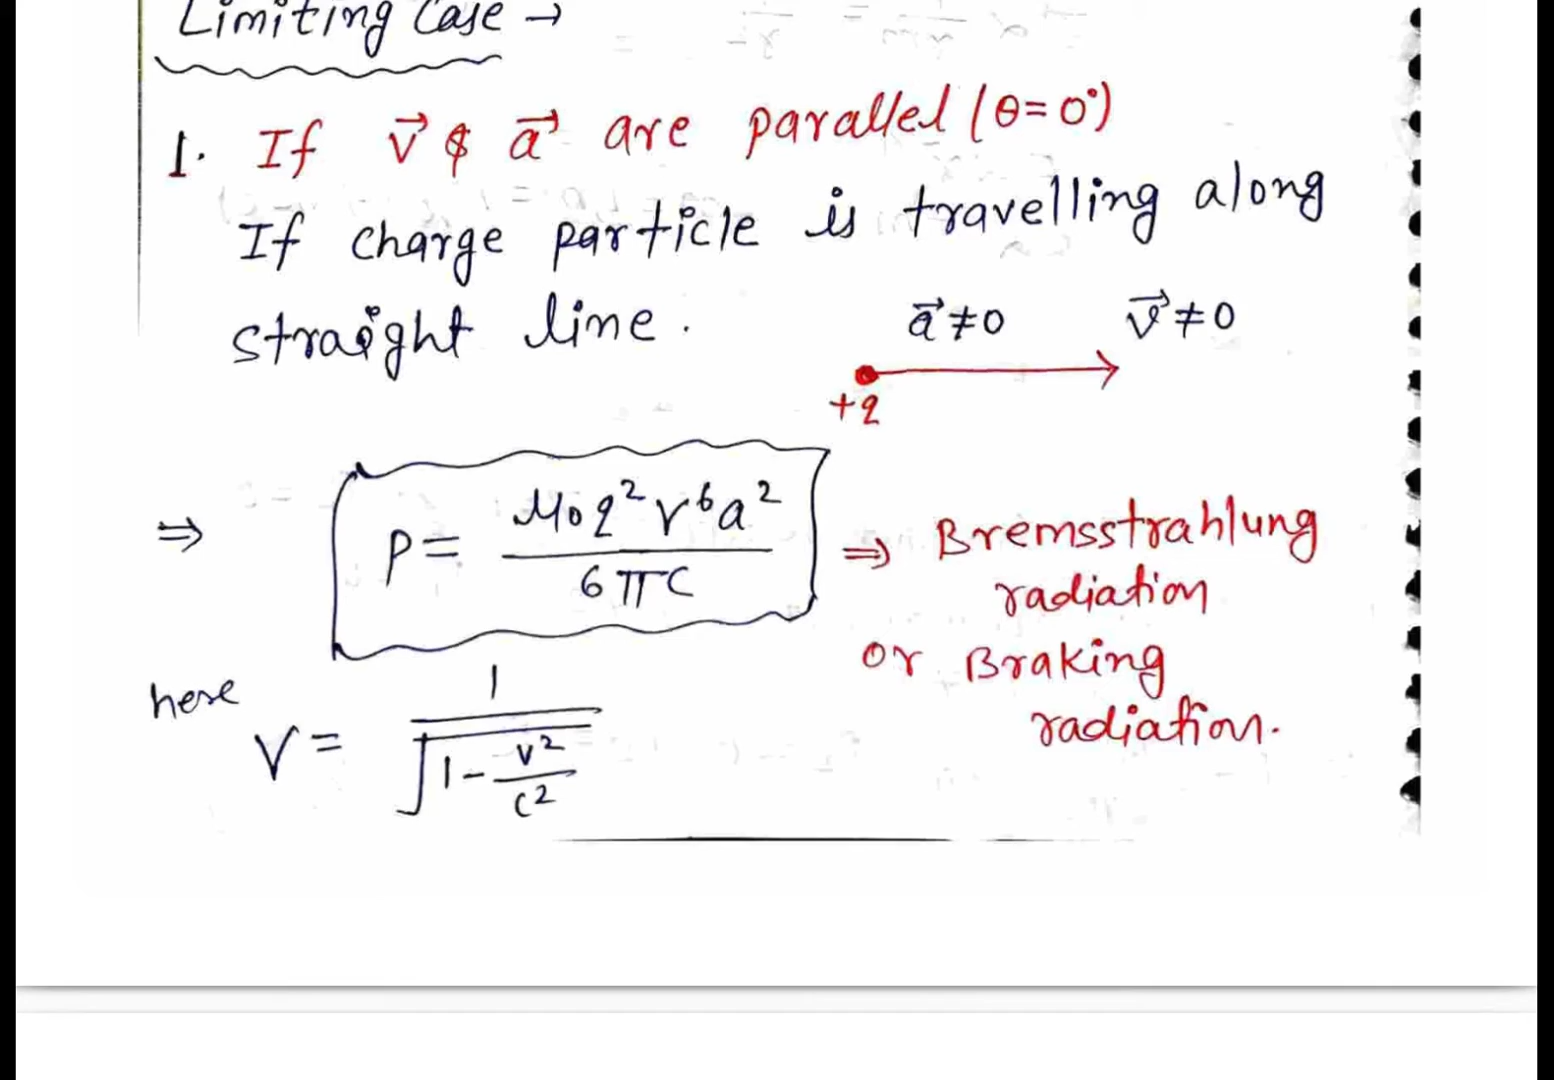 Limiting Case →
1. If v⃗ & a⃗ are parallel (θ=0°)
If charge particle is travelling along
straight line.
a⃗≠0 v⃗≠0
+q
⇒ P = μ₀q²γ⁶a² / 6πc ⇒ Bremsstrahlung
radiation
or Braking
radiation.
here γ = 1 / √(1 - v²/c²)